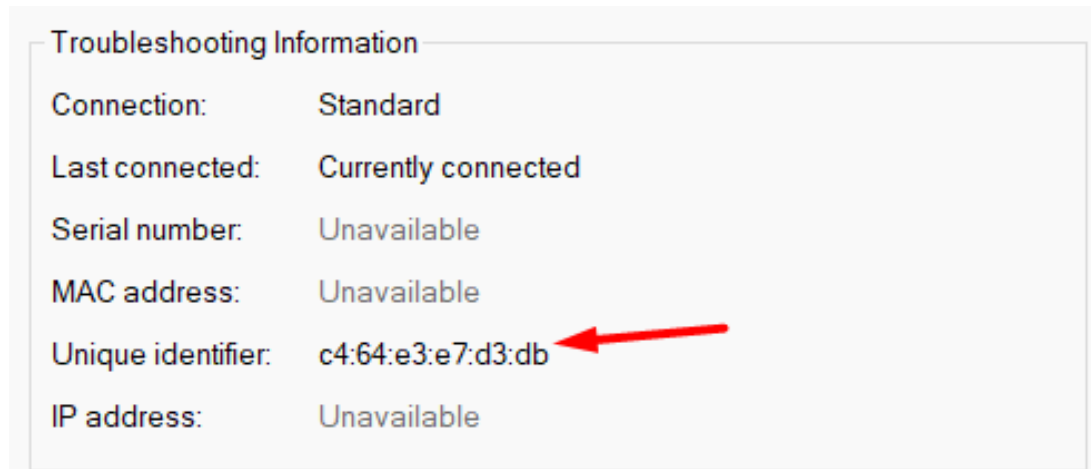 Troubleshooting Information
Connection: Standard
Last connected: Currently connected
Serial number: Unavailable
MAC address: Unavailable
Unique identifier: c4:64:e3:e7:d3:db
IP address: Unavailable